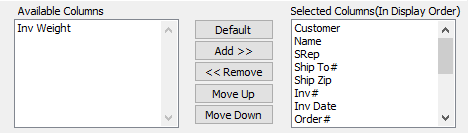 Available Columns
Inv Weight
Default
Add >>
<< Remove
Move Up
Move Down
Selected Columns(In Display Order)
Customer
Name
SRep
Ship To#
Ship Zip
Inv#
Inv Date
Order#